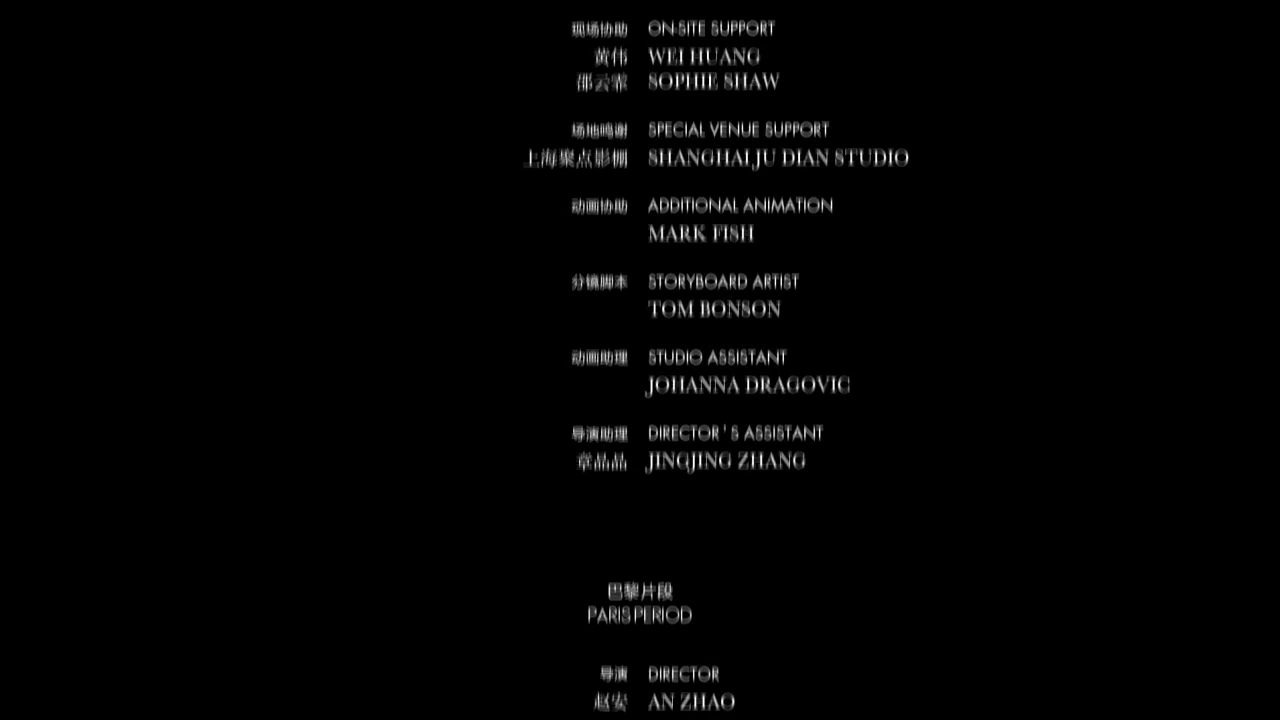 现场协助 ON-SITE SUPPORT
黄伟 WEI HUANG
邵云霏 SOPHIE SHAW
场地鸣谢 SPECIAL VENUE SUPPORT
上海聚点影棚 SHANGHAI JU DIAN STUDIO
动画协助 ADDITIONAL ANIMATION
MARK FISH
分镜脚本 STORYBOARD ARTIST
TOM BONSON
动画助理 STUDIO ASSISTANT
JOHANNA DRAGOVIC
导演助理 DIRECTOR'S ASSISTANT
章晶晶 JINGJING ZHANG
巴黎片段
PARIS PERIOD
导演 DIRECTOR
赵安 AN ZHAO